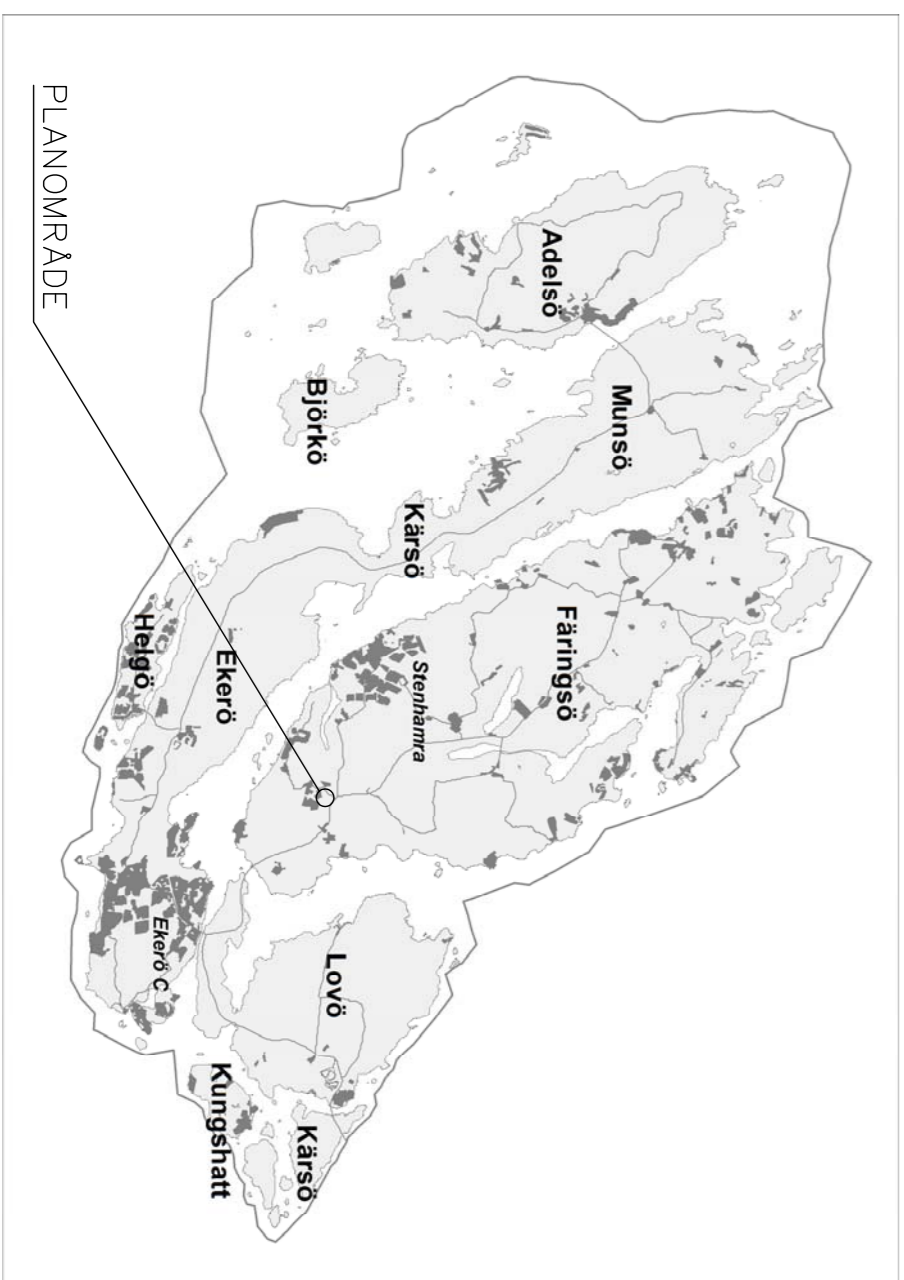 Munsö
Färingsö
Adelsö
Stenhamra
Kärsö
Lovö
Björkö
Kärsö
Ekerö
Kungshatt
Ekerö C
Helgö
PLANOMRÅDE